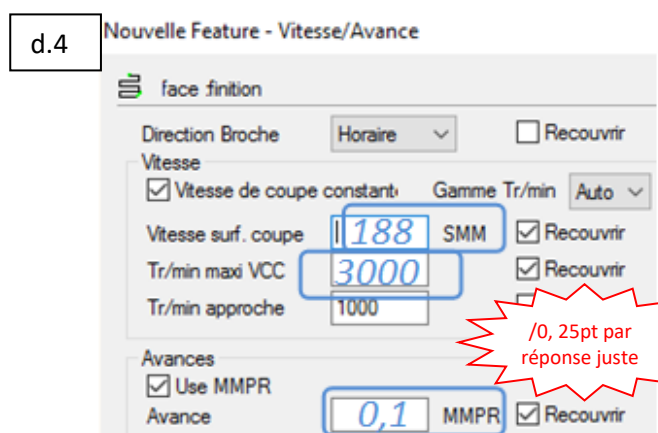 d.4
Nouvelle Feature - Vitesse/Avance
face finition
Direction Broche Horaire Recouvrir
Vitesse
Vitesse de coupe constant Gamme Tr/min Auto
Vitesse surf. coupe 188 SMM Recouvrir
Tr/min maxi VCC 3000 Recouvrir
Tr/min approche 1000
/0, 25pt par
réponse juste
Avances
Use MMPR
Avance 0,1 MMPR Recouvrir